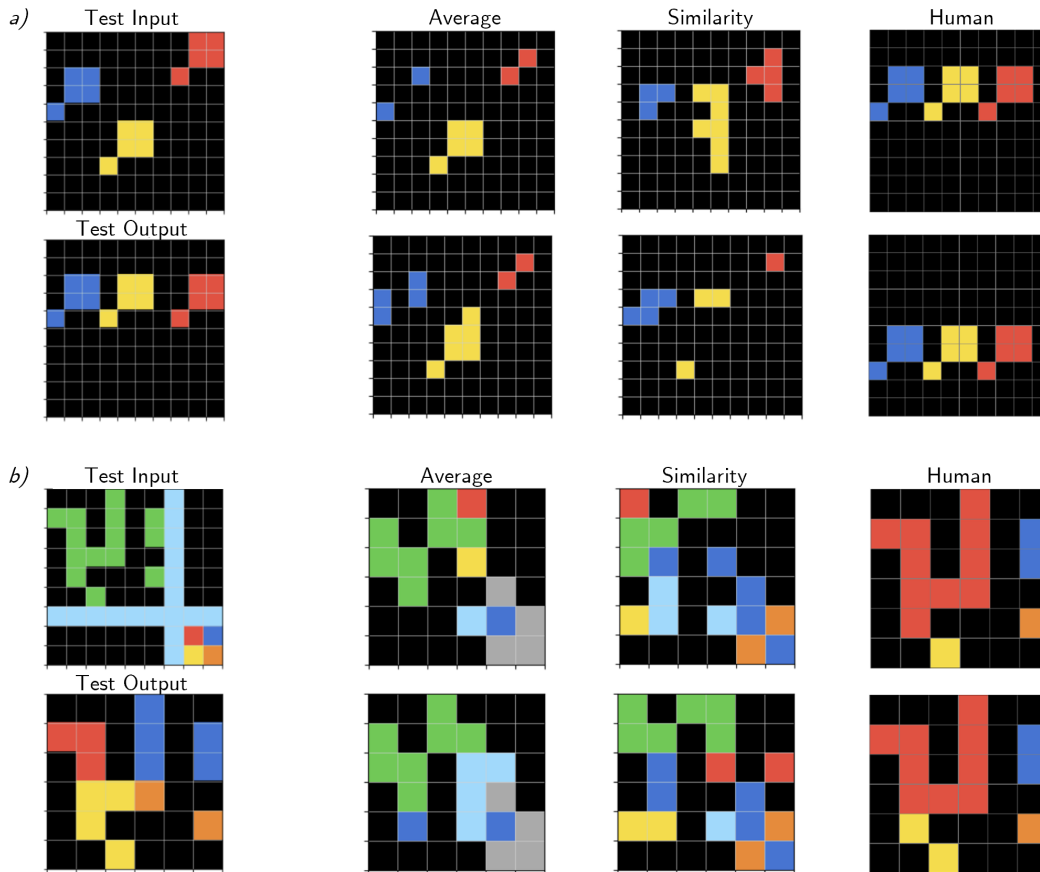 a) Test Input Average Similarity Human
Test Output
b) Test Input Average Similarity Human
Test Output